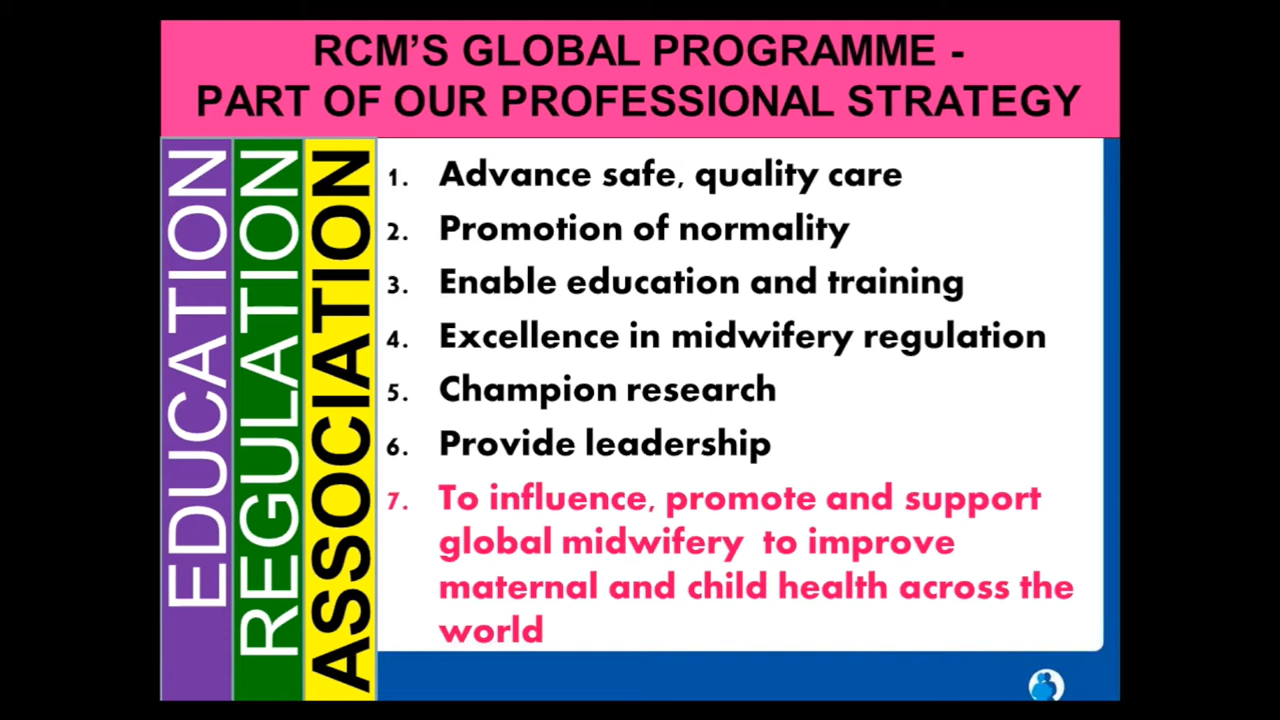 RCM'S GLOBAL PROGRAMME -
PART OF OUR PROFESSIONAL STRATEGY
EDUCATION
REGULATION
ASSOCIATION
1. Advance safe, quality care
2. Promotion of normality
3. Enable education and training
4. Excellence in midwifery regulation
5. Champion research
6. Provide leadership
7. To influence, promote and support
global midwifery to improve
maternal and child health across the
world